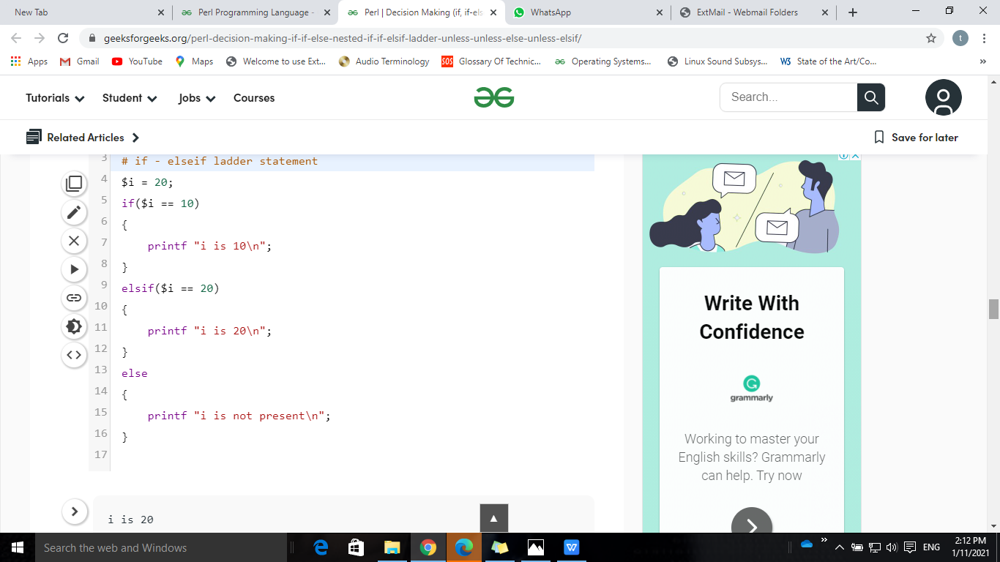 New Tab
Perl Programming Language -
Perl | Decision Making (if, if-els
WhatsApp
ExtMail - Webmail Folders
geeksforgeeks.org/perl-decision-making-if-if-else-nested-if-if-elsif-ladder-unless-unless-else-unless-elsif/
t
Apps
Gmail
YouTube
Maps
Welcome to use Ext...
Audio Terminology
SOS Glossary Of Technic...
Operating Systems...
Linux Sound Subsys...
W3 State of the Art/Co...
»
Tutorials
Student
Jobs
Courses
Search...
Related Articles
Save for later
3 # if - elseif ladder statement
4 $i = 20;
5 if($i == 10)
6 {
7 printf "i is 10\n";
8 }
9 elsif($i == 20)
10 {
11 printf "i is 20\n";
12 }
13 else
14 {
15 printf "i is not present\n";
16 }
17
i is 20
Write With
Confidence
grammarly
Working to master your
English skills? Grammarly
can help. Try now
Search the web and Windows
ENG
2:12 PM
1/11/2021